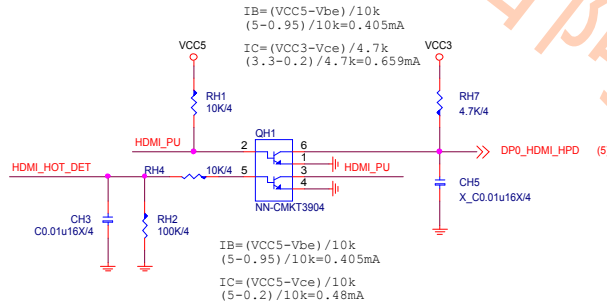 IB=(VCC5-Vbe)/10k
(5-0.95)/10k=0.405mA
IC=(VCC3-Vce)/4.7k
(3.3-0.2)/4.7k=0.659mA
VCC5
VCC3
RH1
10K/4
RH7
4.7K/4
HDMI_PU
2
QH1
6
1
DP0_HDMI_HPD
(5
HDMI_HOT_DET
RH4
10K/4
5
3
4
HDMI_PU
NN-CMKT3904
CH3
C0.01u16X/4
RH2
100K/4
CH5
X_C0.01u16X/4
IB=(VCC5-Vbe)/10k
(5-0.95)/10k=0.405mA
IC=(VCC5-Vce)/10k
(5-0.2)/10k=0.48mA